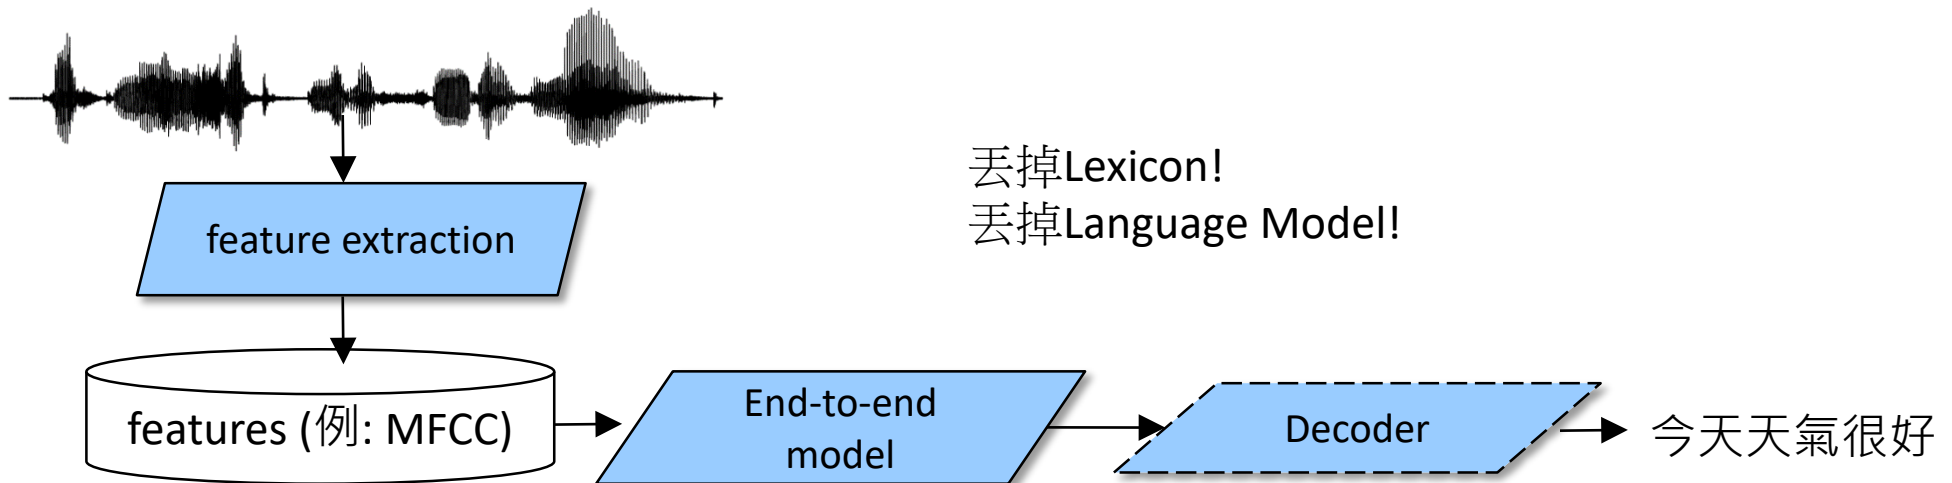 丟掉Lexicon!
丟掉Language Model!
feature extraction
features (例: MFCC)
End-to-end
model
Decoder
今天天氣很好